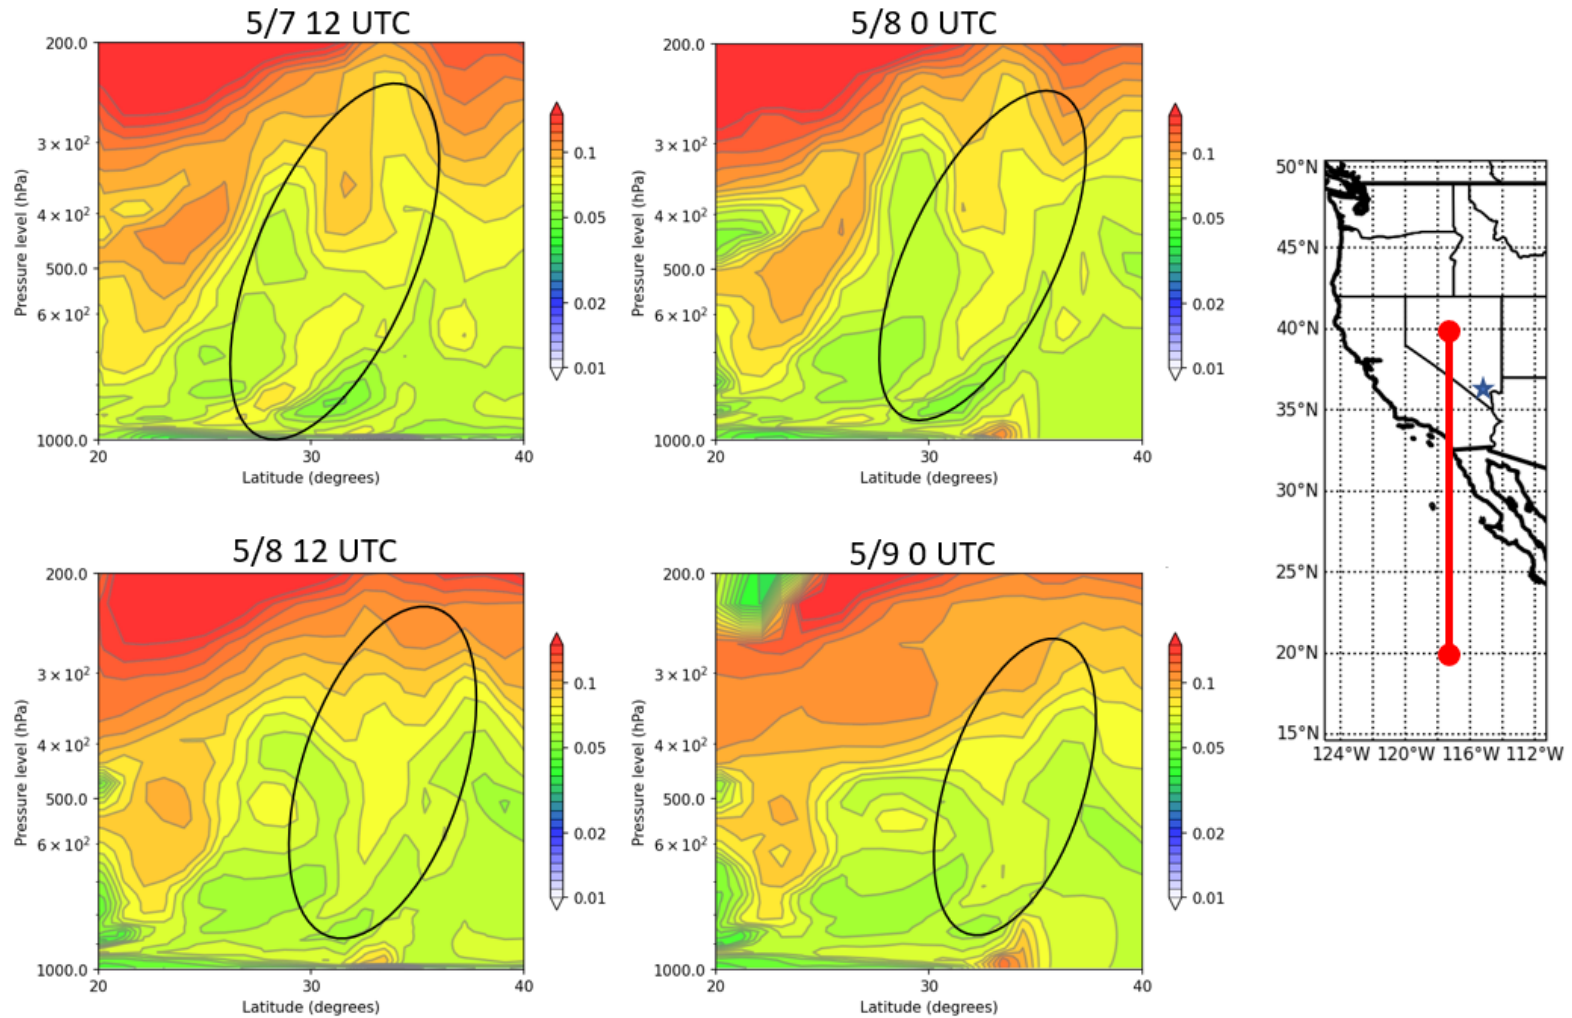 5/7 12 UTC
200.0
3 × 10²
4 × 10²
500.0
6 × 10²
1000.0
Pressure level (hPa)
20
30
40
Latitude (degrees)
0.1
0.05
0.02
0.01
5/8 0 UTC
200.0
3 × 10²
4 × 10²
500.0
6 × 10²
1000.0
Pressure level (hPa)
20
30
40
Latitude (degrees)
0.1
0.05
0.02
0.01
5/8 12 UTC
200.0
3 × 10²
4 × 10²
500.0
6 × 10²
1000.0
Pressure level (hPa)
20
30
40
Latitude (degrees)
0.1
0.05
0.02
0.01
5/9 0 UTC
200.0
3 × 10²
4 × 10²
500.0
6 × 10²
1000.0
Pressure level (hPa)
20
30
40
Latitude (degrees)
0.1
0.05
0.02
0.01
50°N
45°N
40°N
35°N
30°N
25°N
20°N
15°N
124°W 120°W 116°W 112°W